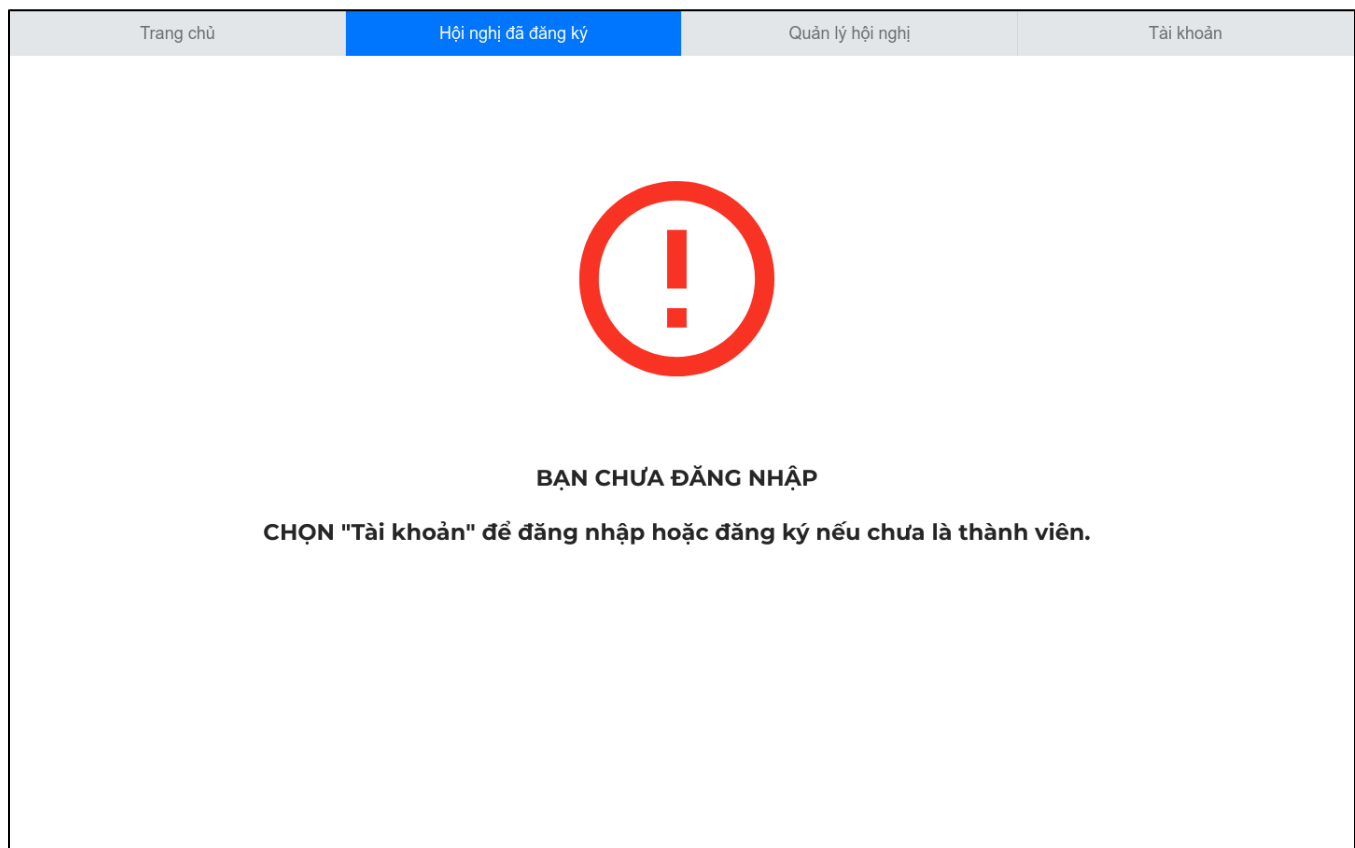 Trang chủ
Hội nghị đã đăng ký
Quản lý hội nghị
Tài khoản
BẠN CHƯA ĐĂNG NHẬP
CHỌN "Tài khoản" để đăng nhập hoặc đăng ký nếu chưa là thành viên.